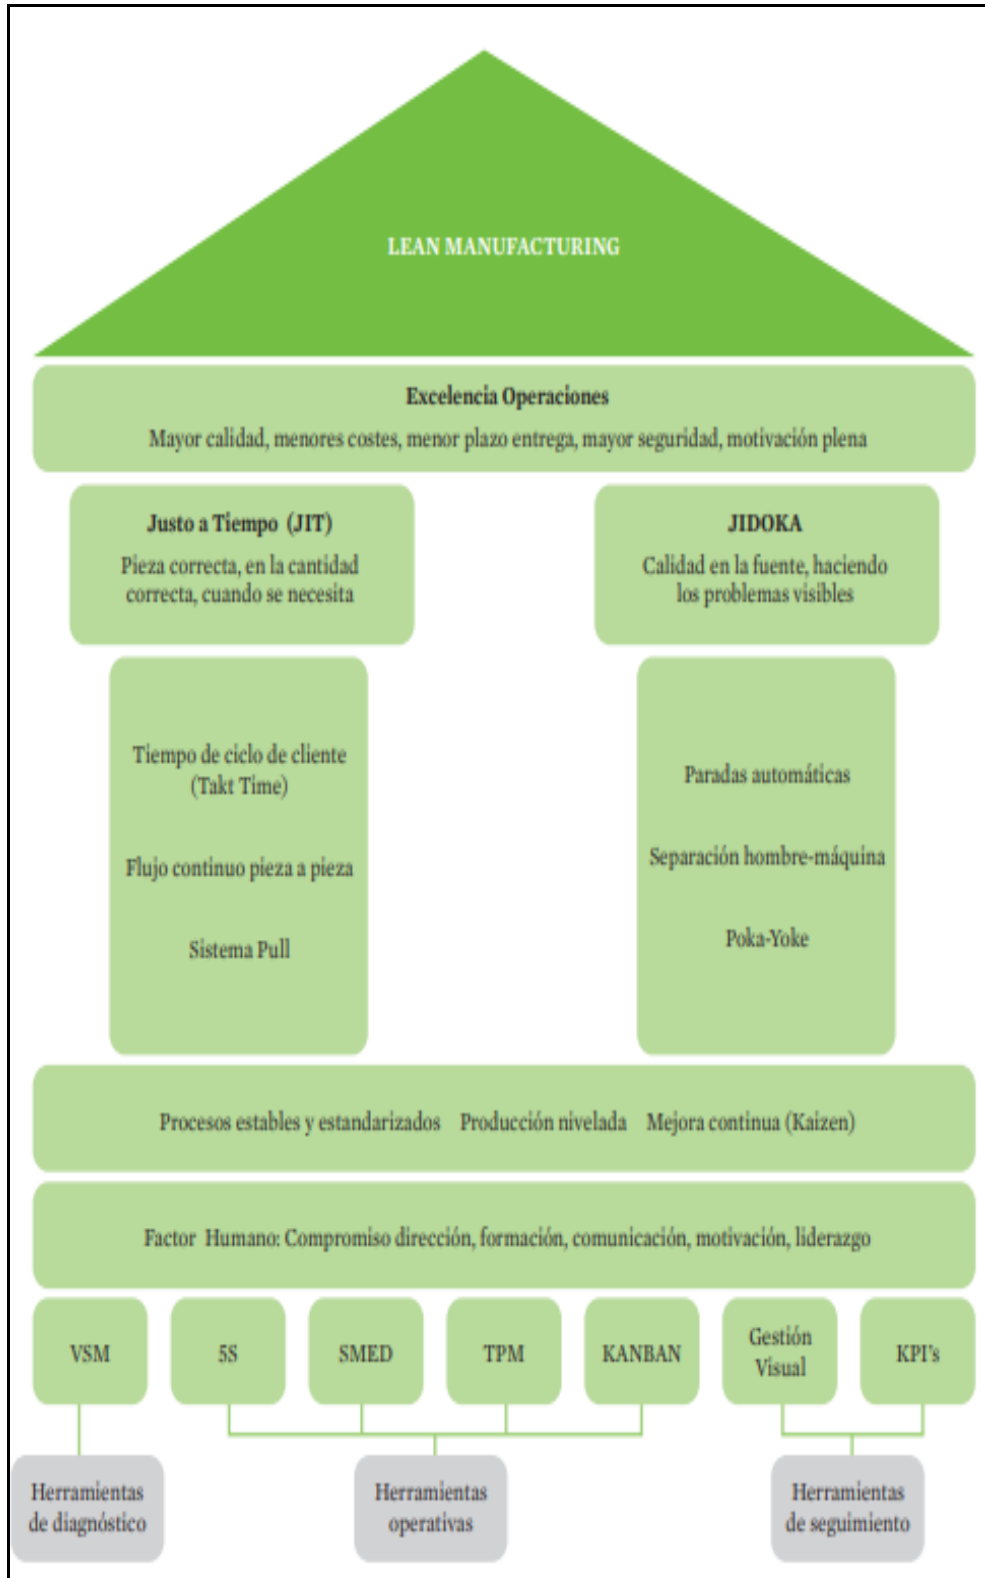 LEAN MANUFACTURING
Excelencia Operaciones
Mayor calidad, menores costes, menor plazo entrega, mayor seguridad, motivación plena
Justo a Tiempo (JIT)
Pieza correcta, en la cantidad
correcta, cuando se necesita
JIDOKA
Calidad en la fuente, haciendo
los problemas visibles
Tiempo de ciclo de cliente
(Takt Time)
Flujo continuo pieza a pieza
Sistema Pull
Paradas automáticas
Separación hombre-máquina
Poka-Yoke
Procesos estables y estandarizados Producción nivelada Mejora continua (Kaizen)
Factor Humano: Compromiso dirección, formación, comunicación, motivación, liderazgo
VSM
5S
SMED
TPM
KANBAN
Gestión
Visual
KPI's
Herramientas
de diagnóstico
Herramientas
operativas
Herramientas
de seguimiento